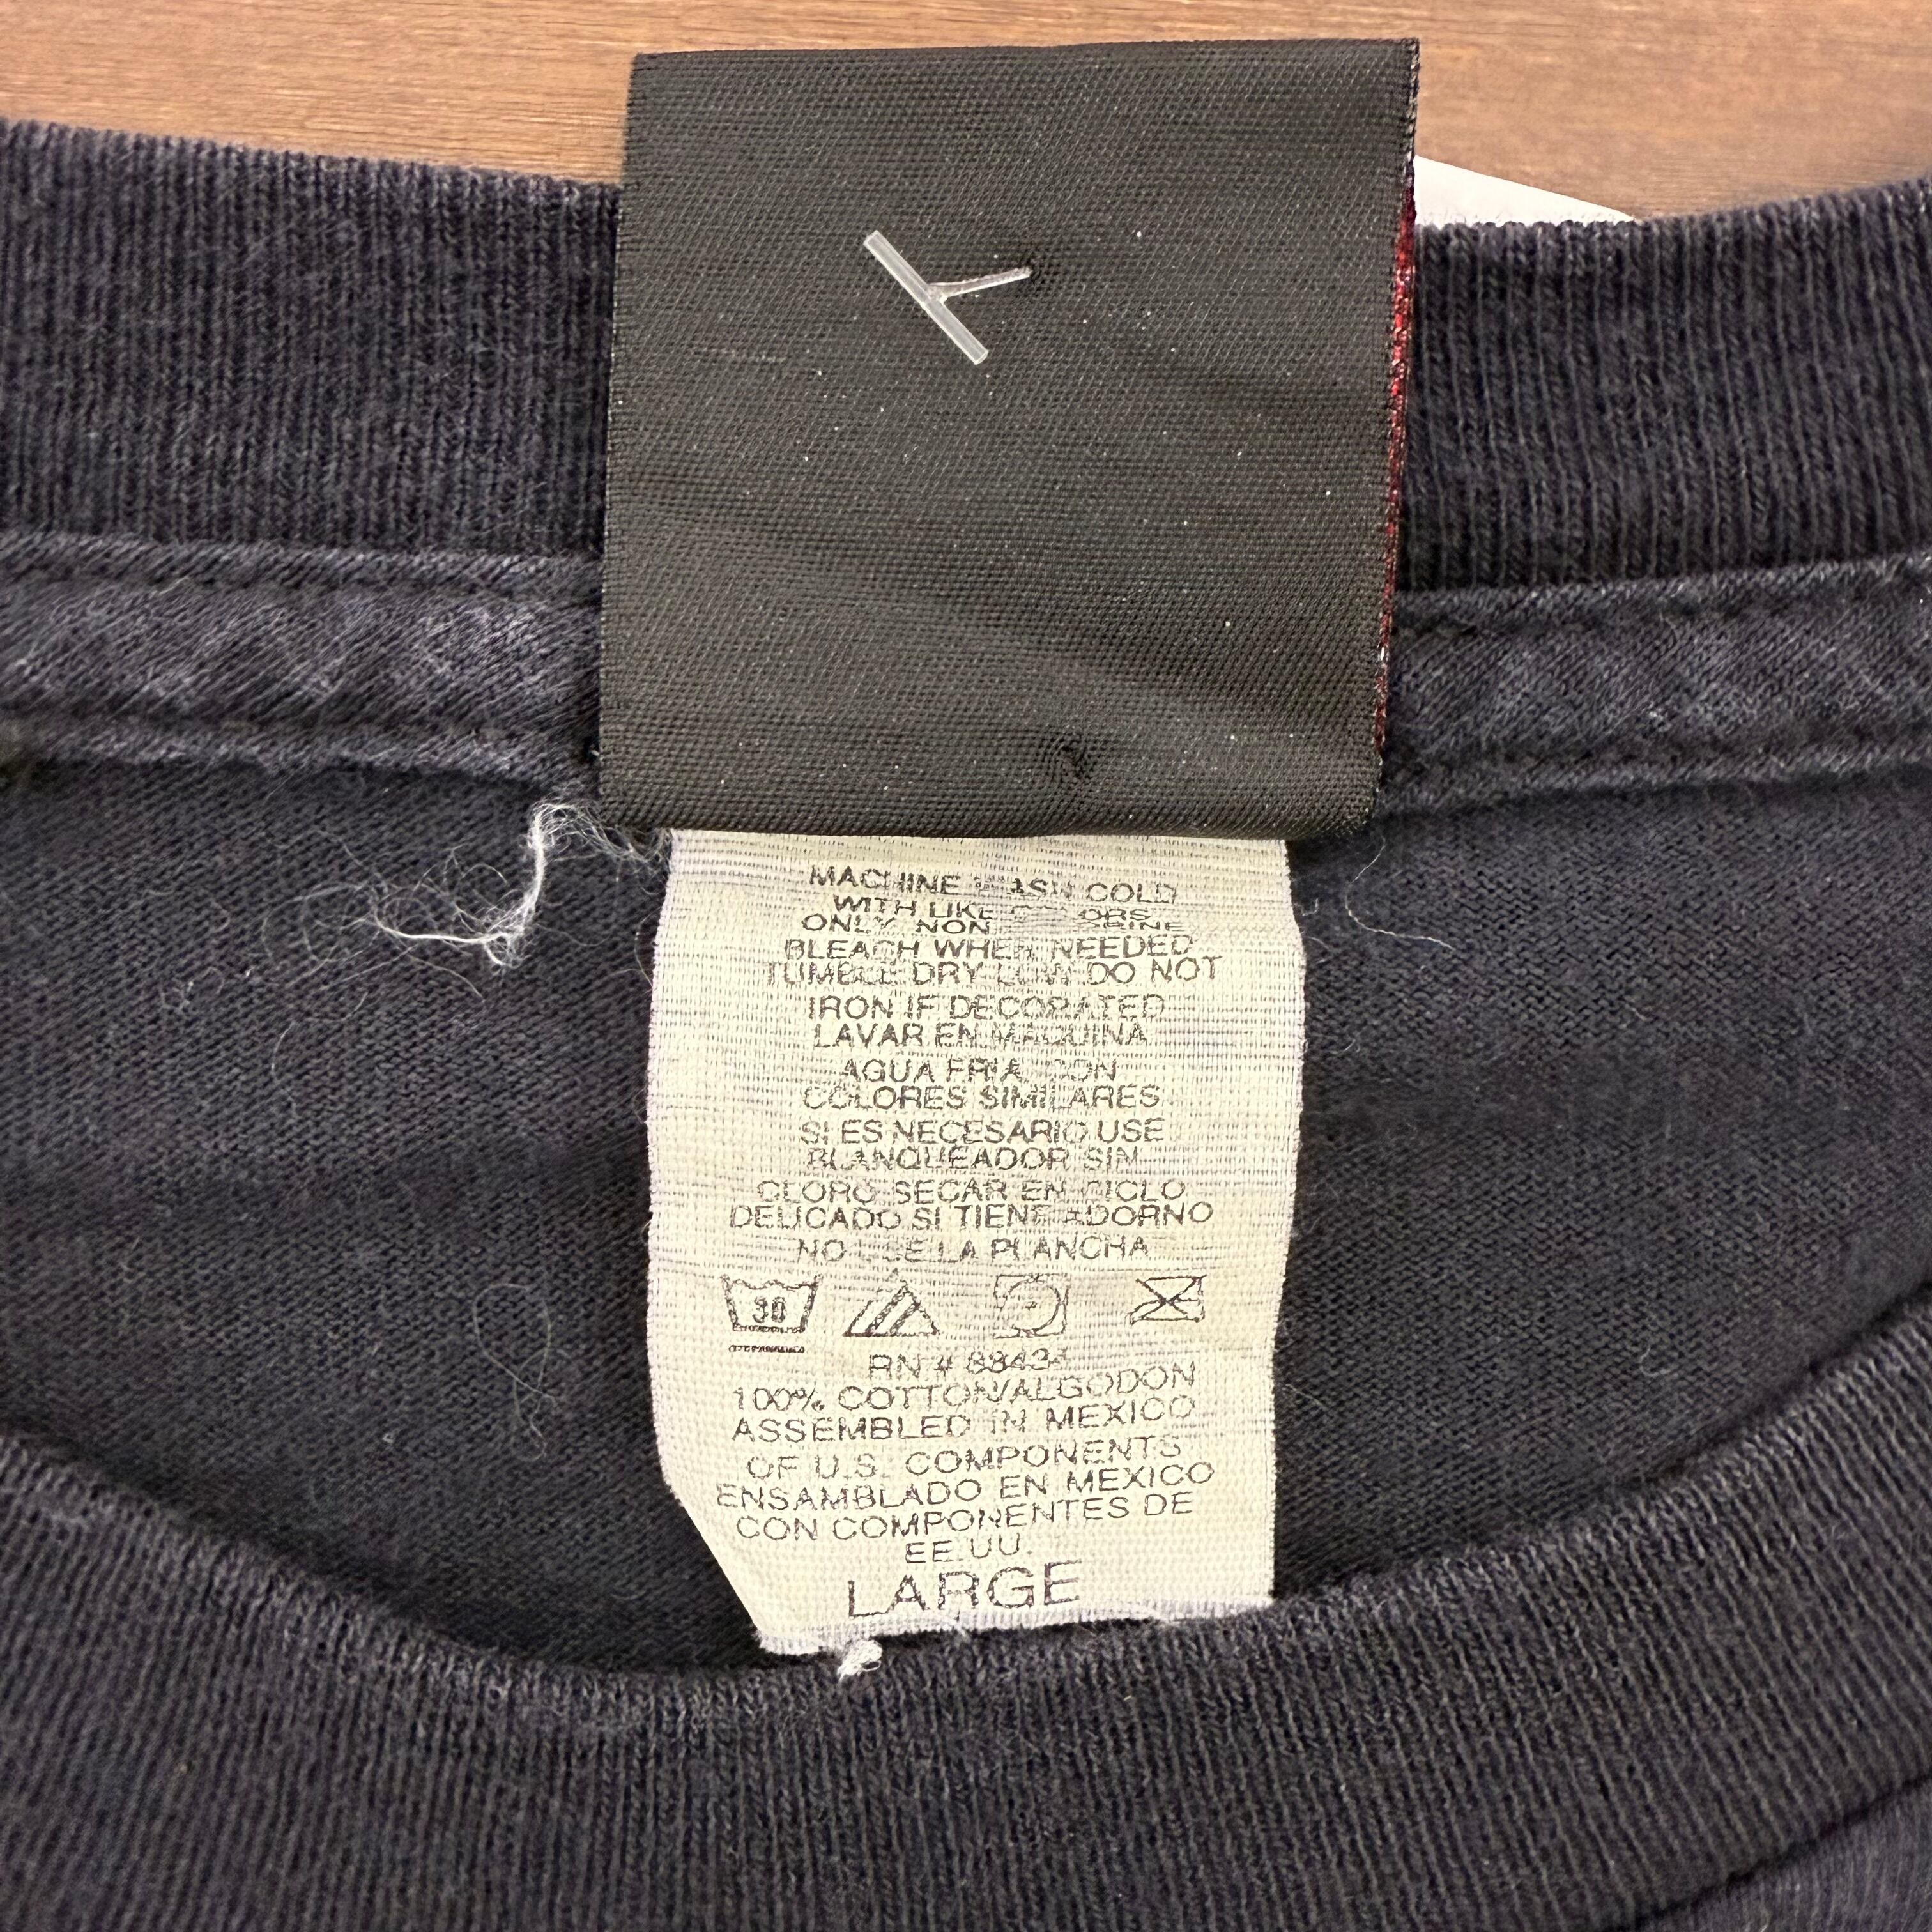 MACHINE WASH COLD
WITH LIKE COLORS
ONLY NON
BLEACH WHEN NEEDED
TUMBLE DRY LOW DO NOT
IRON IF DECORATED
LAVAR EN MAQUINA
AGUA FRIA CON
COLORES SIMILARES
SI ES NECESARIO USE
BLANQUEADOR SIN
CLORO SECAR EN CICLO
DELICADO SI TIENE ADORNO
NO USE LA PLANCHA
30
RN #
100% COTTON/ALGODON
ASSEMBLED IN MEXICO
OF U.S. COMPONENTS
ENSAMBLADO EN MEXICO
CON COMPONENTES DE
EE.UU.
LARGE